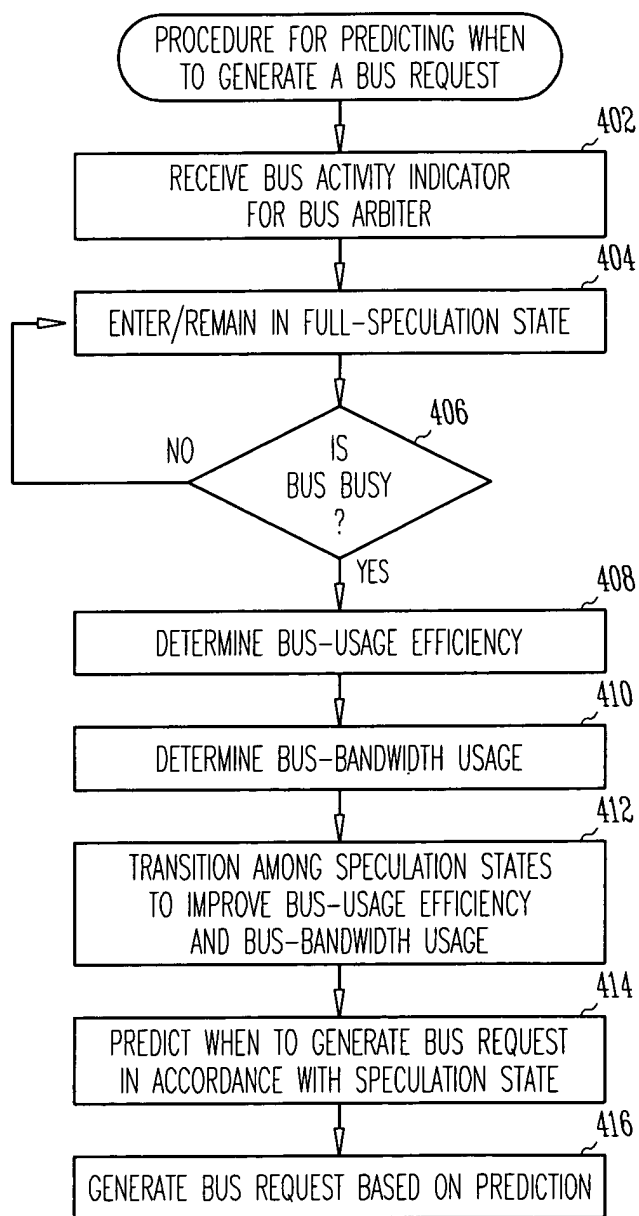 PROCEDURE FOR PREDICTING WHEN
TO GENERATE A BUS REQUEST
402
RECEIVE BUS ACTIVITY INDICATOR
FOR BUS ARBITER
404
ENTER/REMAIN IN FULL-SPECULATION STATE
406
NO
IS
BUS BUSY
?
YES
408
DETERMINE BUS-USAGE EFFICIENCY
410
DETERMINE BUS-BANDWIDTH USAGE
412
TRANSITION AMONG SPECULATION STATES
TO IMPROVE BUS-USAGE EFFICIENCY
AND BUS-BANDWIDTH USAGE
414
PREDICT WHEN TO GENERATE BUS REQUEST
IN ACCORDANCE WITH SPECULATION STATE
416
GENERATE BUS REQUEST BASED ON PREDICTION